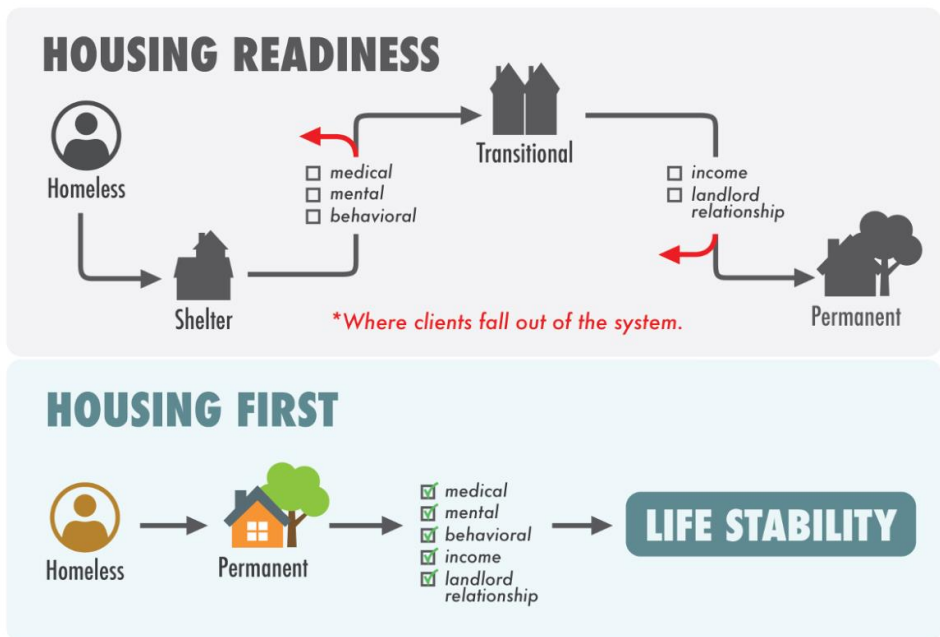 HOUSING READINESS
Homeless
Shelter
medical
mental
behavioral
Transitional
income
landlord
relationship
Permanent
*Where clients fall out of the system.
HOUSING FIRST
Homeless
Permanent
medical
mental
behavioral
income
landlord
relationship
LIFE STABILITY